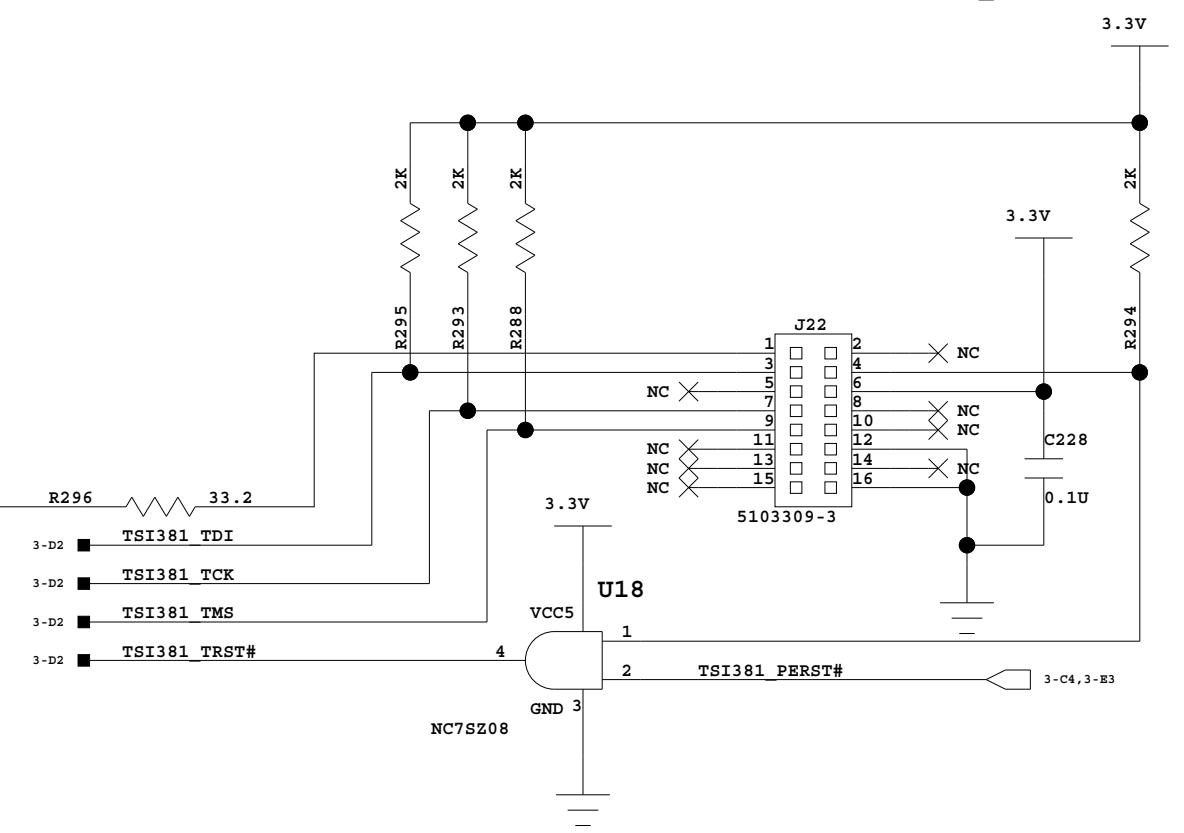 3.3V
2K
2K
2K
2K
3.3V
R295
R293
R288
R294
J22
1
2
NC
3
4
NC
5
6
7
8
NC
9
10
NC
C228
NC
11
12
NC
13
14
NC
NC
15
16
0.1U
R296
33.2
3.3V
5103309-3
3-D2
TSI381_TDI
3-D2
TSI381_TCK
U18
VCC5
3-D2
TSI381_TMS
1
3-D2
TSI381_TRST#
4
2
TSI381_PERST#
3-C4,3-E3
GND
3
NC7SZ08